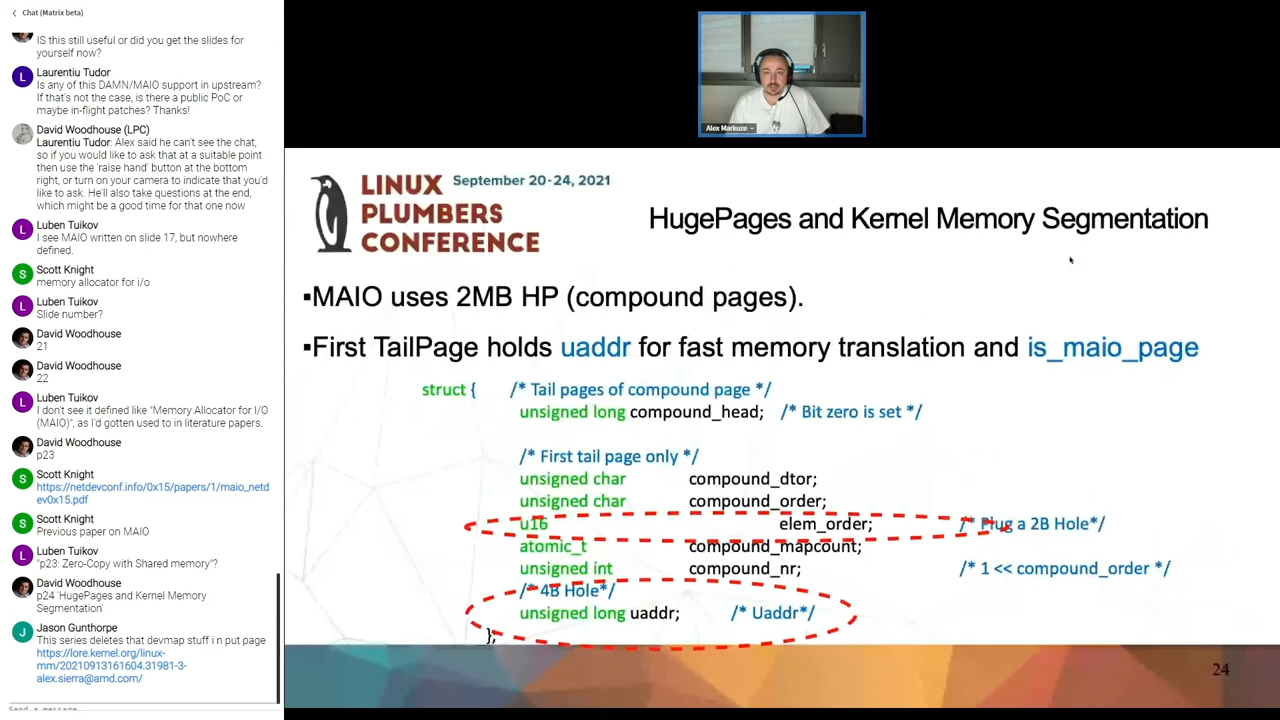 Chat (Matrix beta)
IS this still useful or did you get the slides for
yourself now?
L
Laurentiu Tudor
Is any of this DAMN/MAIO support in upstream?
If that's not the case, is there a public PoC or
maybe in-flight patches? Thanks!
David Woodhouse (LPC)
Laurentiu Tudor: Alex said he can't see the chat,
so if you would like to ask that at a suitable point
then use the 'raise hand' button at the bottom
right, or turn on your camera to indicate that you'd
like to ask. He'll also take questions at the end,
which might be a good time for that one now
L
Luben Tuikov
I see MAIO written on slide 17, but nowhere
defined.
S
Scott Knight
memory allocator for i/o
L
Luben Tuikov
Slide number?
David Woodhouse
21
David Woodhouse
22
L
Luben Tuikov
I don't see it defined like "Memory Allocator for I/O
(MAIO)", as I'd gotten used to in literature papers.
David Woodhouse
p23
S
Scott Knight
https://netdevconf.info/0x15/papers/1/maio_netd
ev0x15.pdf
S
Scott Knight
Previous paper on MAIO
L
Luben Tuikov
"p23: Zero-Copy with Shared memory"?
David Woodhouse
p24 'HugePages and Kernel Memory
Segmentation'
J
Jason Gunthorpe
This series deletes that devmap stuff i n put page
https://lore.kernel.org/linux-
mm/20210913161604.31981-3-
alex.sierra@amd.com/
Send a message
Alex Markuze
LINUX
PLUMBERS
CONFERENCE
September 20-24, 2021
HugePages and Kernel Memory Segmentation
▪MAIO uses 2MB HP (compound pages).
▪First TailPage holds uaddr for fast memory translation and is_maio_page
struct { /* Tail pages of compound page */
unsigned long compound_head; /* Bit zero is set */
/* First tail page only */
unsigned char compound_dtor;
unsigned char compound_order;
u16 elem_order; /* Plug a 2B Hole*/
atomic_t compound_mapcount;
unsigned int compound_nr; /* 1 << compound_order */
/* 4B Hole*/
unsigned long uaddr; /* Uaddr*/
};
24